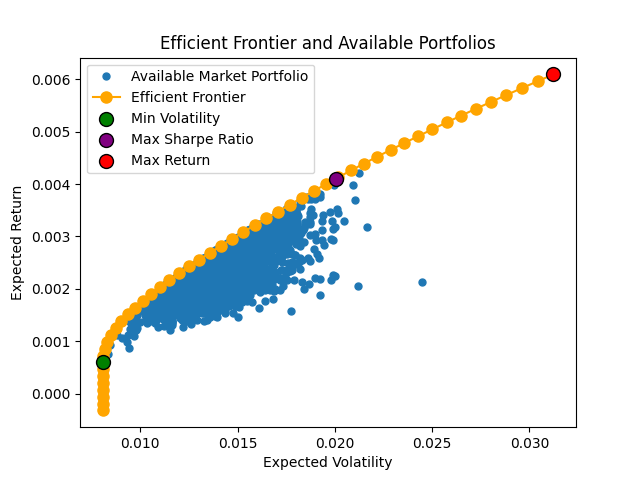 Efficient Frontier and Available Portfolios
Available Market Portfolio
Efficient Frontier
Min Volatility
Max Sharpe Ratio
Max Return
0.006
0.005
0.004
0.003
0.002
0.001
0.000
Expected Return
0.010
0.015
0.020
0.025
0.030
Expected Volatility